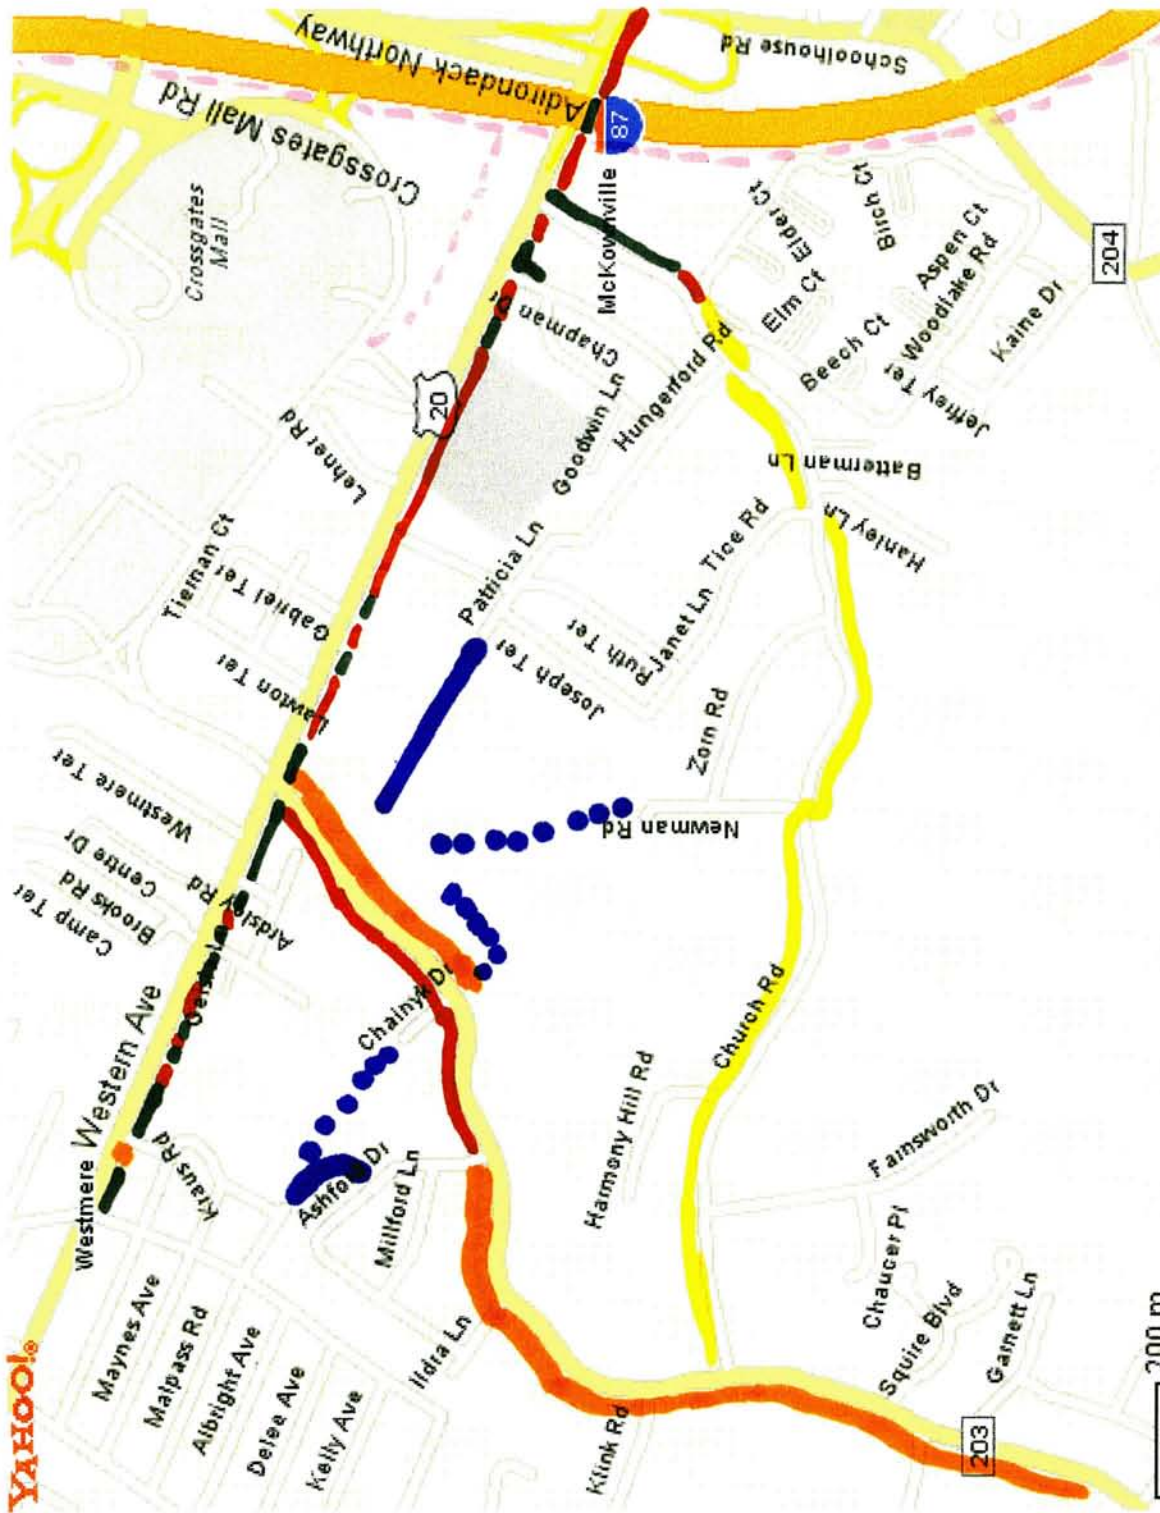 YAHOO!®
Westmere
Western Ave
Camp Ter
Brooks Rd
Centre Dr
Westmere Ter
Ardsley Rd
Lawton Ter
Gabriel Ter
Tiernan Ct
Lehner Rd
Crossgates
Mall
Crossgates Mall Rd
Adirondack Northway
Schoolhouse Rd
87
20
McKownville
Chapman Dr
Goodwin Ln
Hungerford Rd
Patricia Ln
Joseph Ter
Ruth Ter
Janet Ln
Tice Rd
Zorn Rd
Newman Rd
Hanley Ln
Batterman Ln
Elder Ct
Elm Ct
Birch Ct
Beech Ct
Aspen Ct
Woodlake Rd
Jeffrey Ter
Kaine Dr
204
Kraus Rd
Ashford Dr
Millford Ln
Maynes Ave
Malpass Rd
Albright Ave
Delee Ave
Kelly Ave
Ildra Ln
Klink Rd
Harmony Hill Rd
Church Rd
Farnsworth Dr
Chaucer Pl
Squire Blvd
Garnett Ln
203
200 m